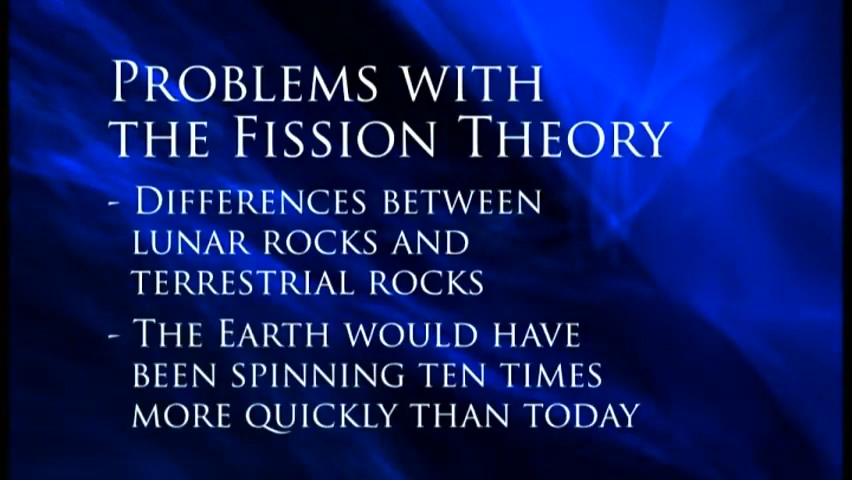 Problems with
the Fission Theory
- Differences between
lunar rocks and
terrestrial rocks
- The Earth would have
been spinning ten times
more quickly than today